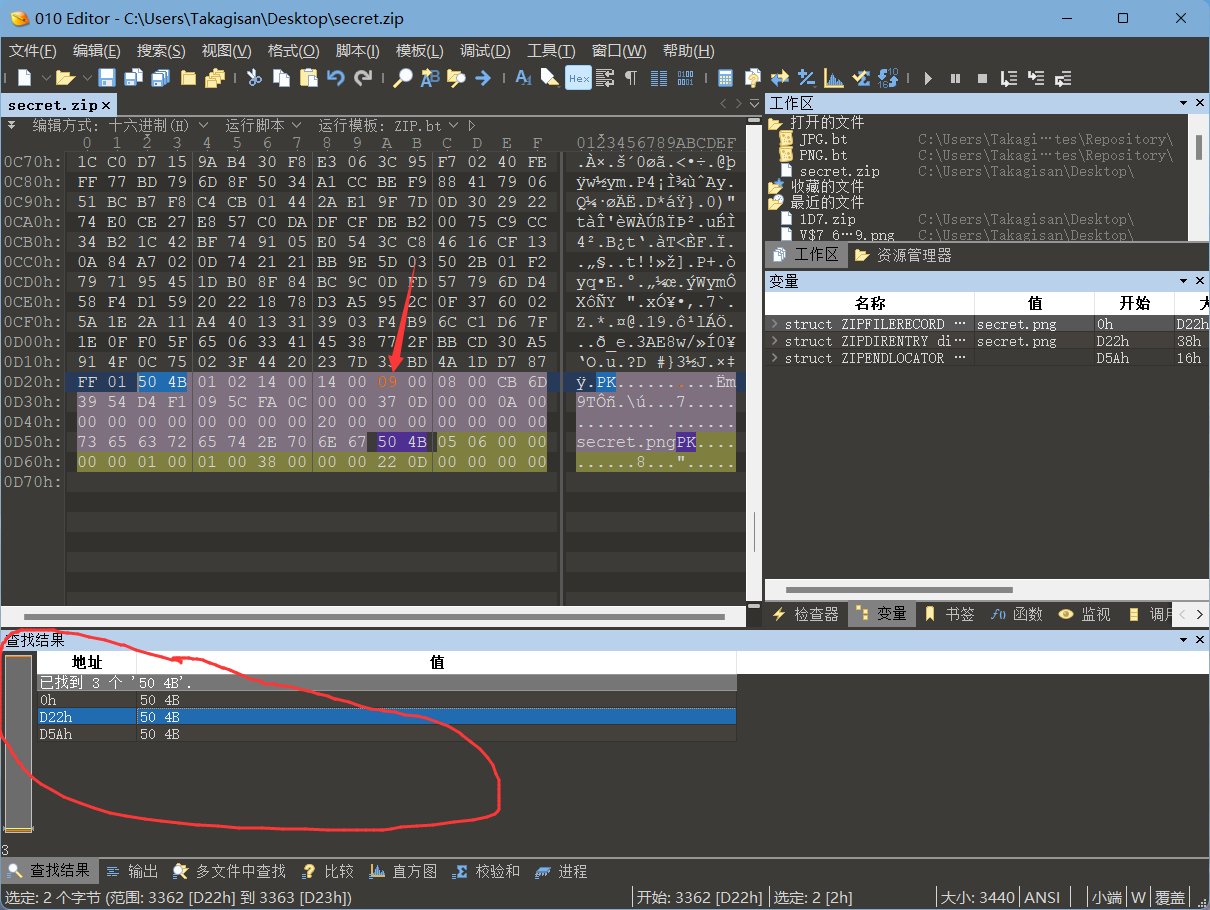 010 Editor - C:\Users\Takagisan\Desktop\secret.zip
文件(F) 编辑(E) 搜索(S) 视图(V) 格式(O) 脚本(I) 模板(L) 调试(D) 工具(T) 窗口(W) 帮助(H)
Hex
secret.zip
编辑方式: 十六进制(H) 运行脚本 运行模板: ZIP.bt
0 1 2 3 4 5 6 7 8 9 A B C D E F 0123456789ABCDEF
0C70h: 1C C0 D7 15 9A B4 30 F8 E3 06 3C 95 F7 02 40 FE .À×.š´0øã.<•÷.@þ
0C80h: FF 77 BD 79 6D 8F 50 34 A1 CC BE F9 88 41 79 06 ÿw½ym.P4¡Ì¾ùˆAy.
0C90h: 51 BC B7 F8 C4 CB 01 44 2A E1 9F 7D 0D 30 29 22 Q¼·øÄË.D*áŸ}.0)"
0CA0h: 74 E0 CE 27 E8 57 C0 DA DF CF DE B2 00 75 C9 CC tàÎ'èWÀÚßÏÞ².uÉÌ
0CB0h: 34 B2 1C 42 BF 74 91 05 E0 54 3C C8 46 16 CF 13 4².B¿t‘.àT<ÈF.Ï.
0CC0h: 0A 84 A7 02 0D 74 21 21 BB 9E 5D 03 50 2B 01 F2 .„§..t!!»ž].P+.ò
0CD0h: 79 71 95 45 1D B0 8F 84 BC 9C 0D FD 57 79 6D D4 yq•E.°.„¼œ.ýWymÔ
0CE0h: 58 F4 D1 59 20 22 18 78 D3 A5 95 2C 0F 37 60 02 XôÑY ".xÓ¥•,.7`.
0CF0h: 5A 1E 2A 11 A4 40 13 31 39 03 F4 B9 6C C1 D6 7F Z.*.¤@.19.ô¹lÁÖ.
0D00h: 1E 0F F0 5F 65 06 33 41 45 38 77 2F BB CD 30 A5 ..ð_e.3AE8w/»Í0¥
0D10h: 91 4F 0C 75 02 3F 44 20 23 7D 33 BD 4A 1D D7 87 ‘O.u.?D #}3½J.×‡
0D20h: FF 01 50 4B 01 02 14 00 14 00 09 00 08 00 CB 6D ÿ.PK..........Ëm
0D30h: 39 54 D4 F1 09 5C FA 0C 00 00 37 0D 00 00 0A 00 9TÔñ.\ú...7.....
0D40h: 00 00 00 00 00 00 00 20 00 00 00 00 00 00 00 00 ....... ........
0D50h: 73 65 63 72 65 74 2E 70 6E 67 50 4B 05 06 00 00 secret.pngPK....
0D60h: 00 00 01 00 01 00 38 00 00 00 22 0D 00 00 00 00 ......8...".....
0D70h:
工作区
打开的文件
JPG.bt C:\Users\Takagi⋯tes\Repository\
PNG.bt C:\Users\Takagi⋯tes\Repository\
secret.zip C:\Users\Takagisan\Desktop\
收藏的文件
最近的文件
1D7.zip C:\Users\Takagisan\Desktop\
V$7 6⋯9.png C:\Users\Takagisan\Desktop\
工作区 资源管理器
变量
名称 值 开始
struct ZIPFILERECORD ⋯ secret.png 0h D22h
struct ZIPDIRENTRY di⋯ secret.png D22h 38h
struct ZIPENDLOCATOR ⋯ D5Ah 16h
检查器 变量 书签 f() 函数 监视
查找结果
地址 值
已找到 3 个 '50 4B'.
0h 50 4B
D22h 50 4B
D5Ah 50 4B
3
查找结果 输出 多文件中查找 比较 直方图 校验和 进程
选定: 2 个字节 (范围: 3362 [D22h] 到 3363 [D23h]) 开始: 3362 [D22h] 选定: 2 [2h] 大小: 3440 ANSI 小端 W 覆盖